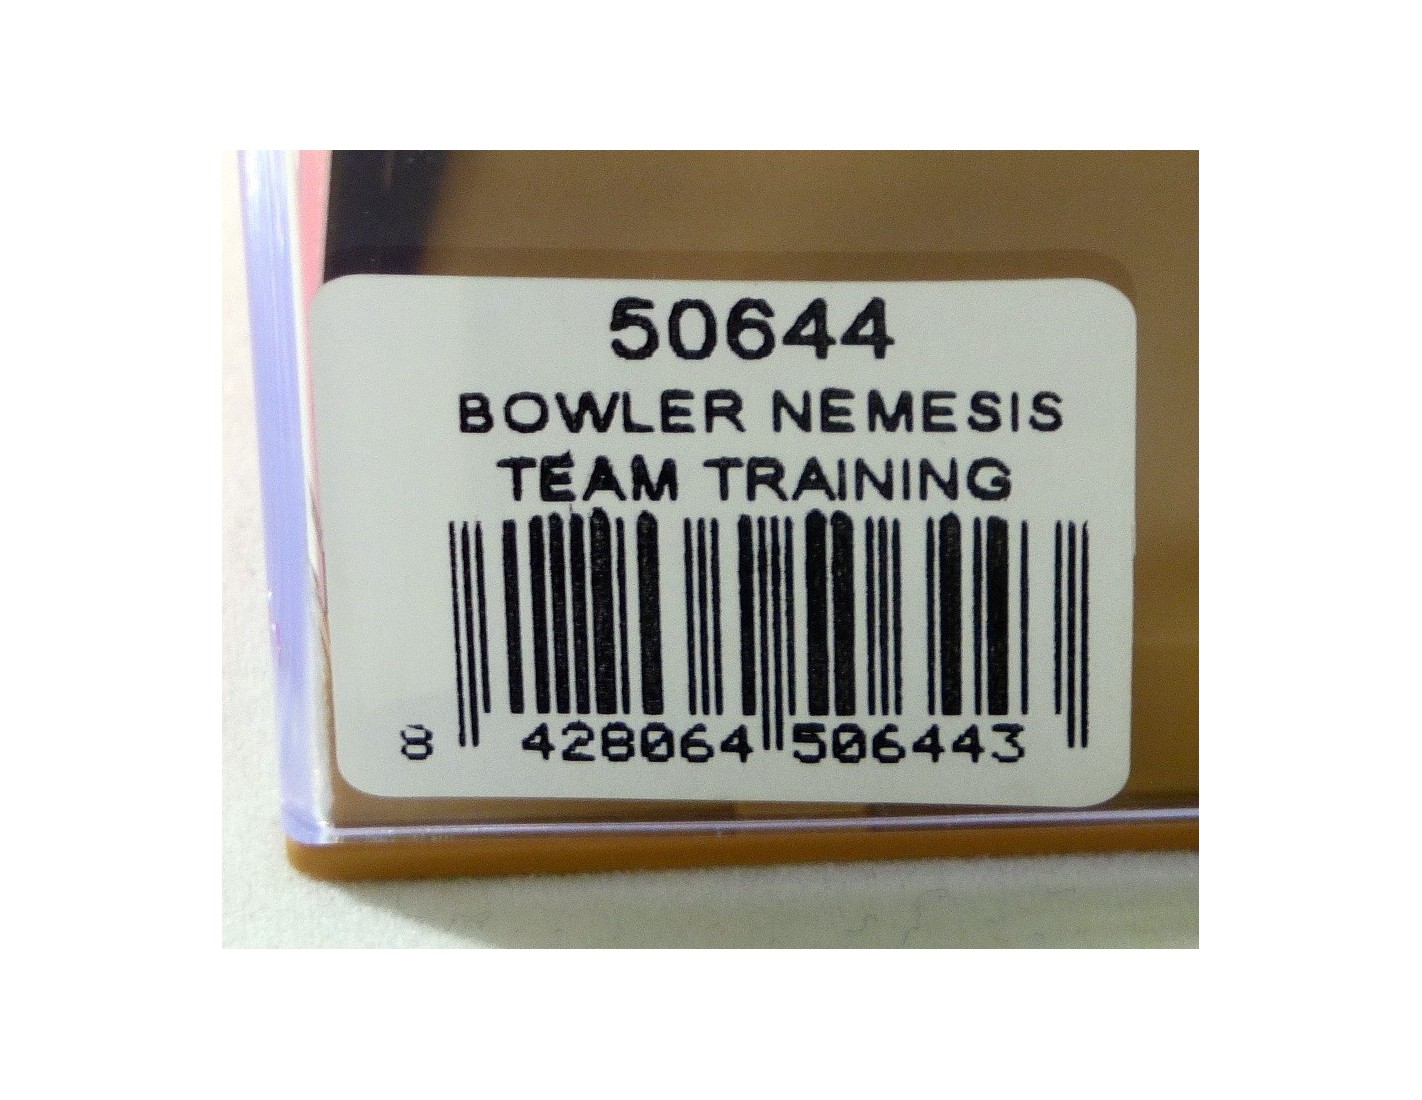 50644
BOWLER NEMESIS
TEAM TRAINING
8 428064 506443